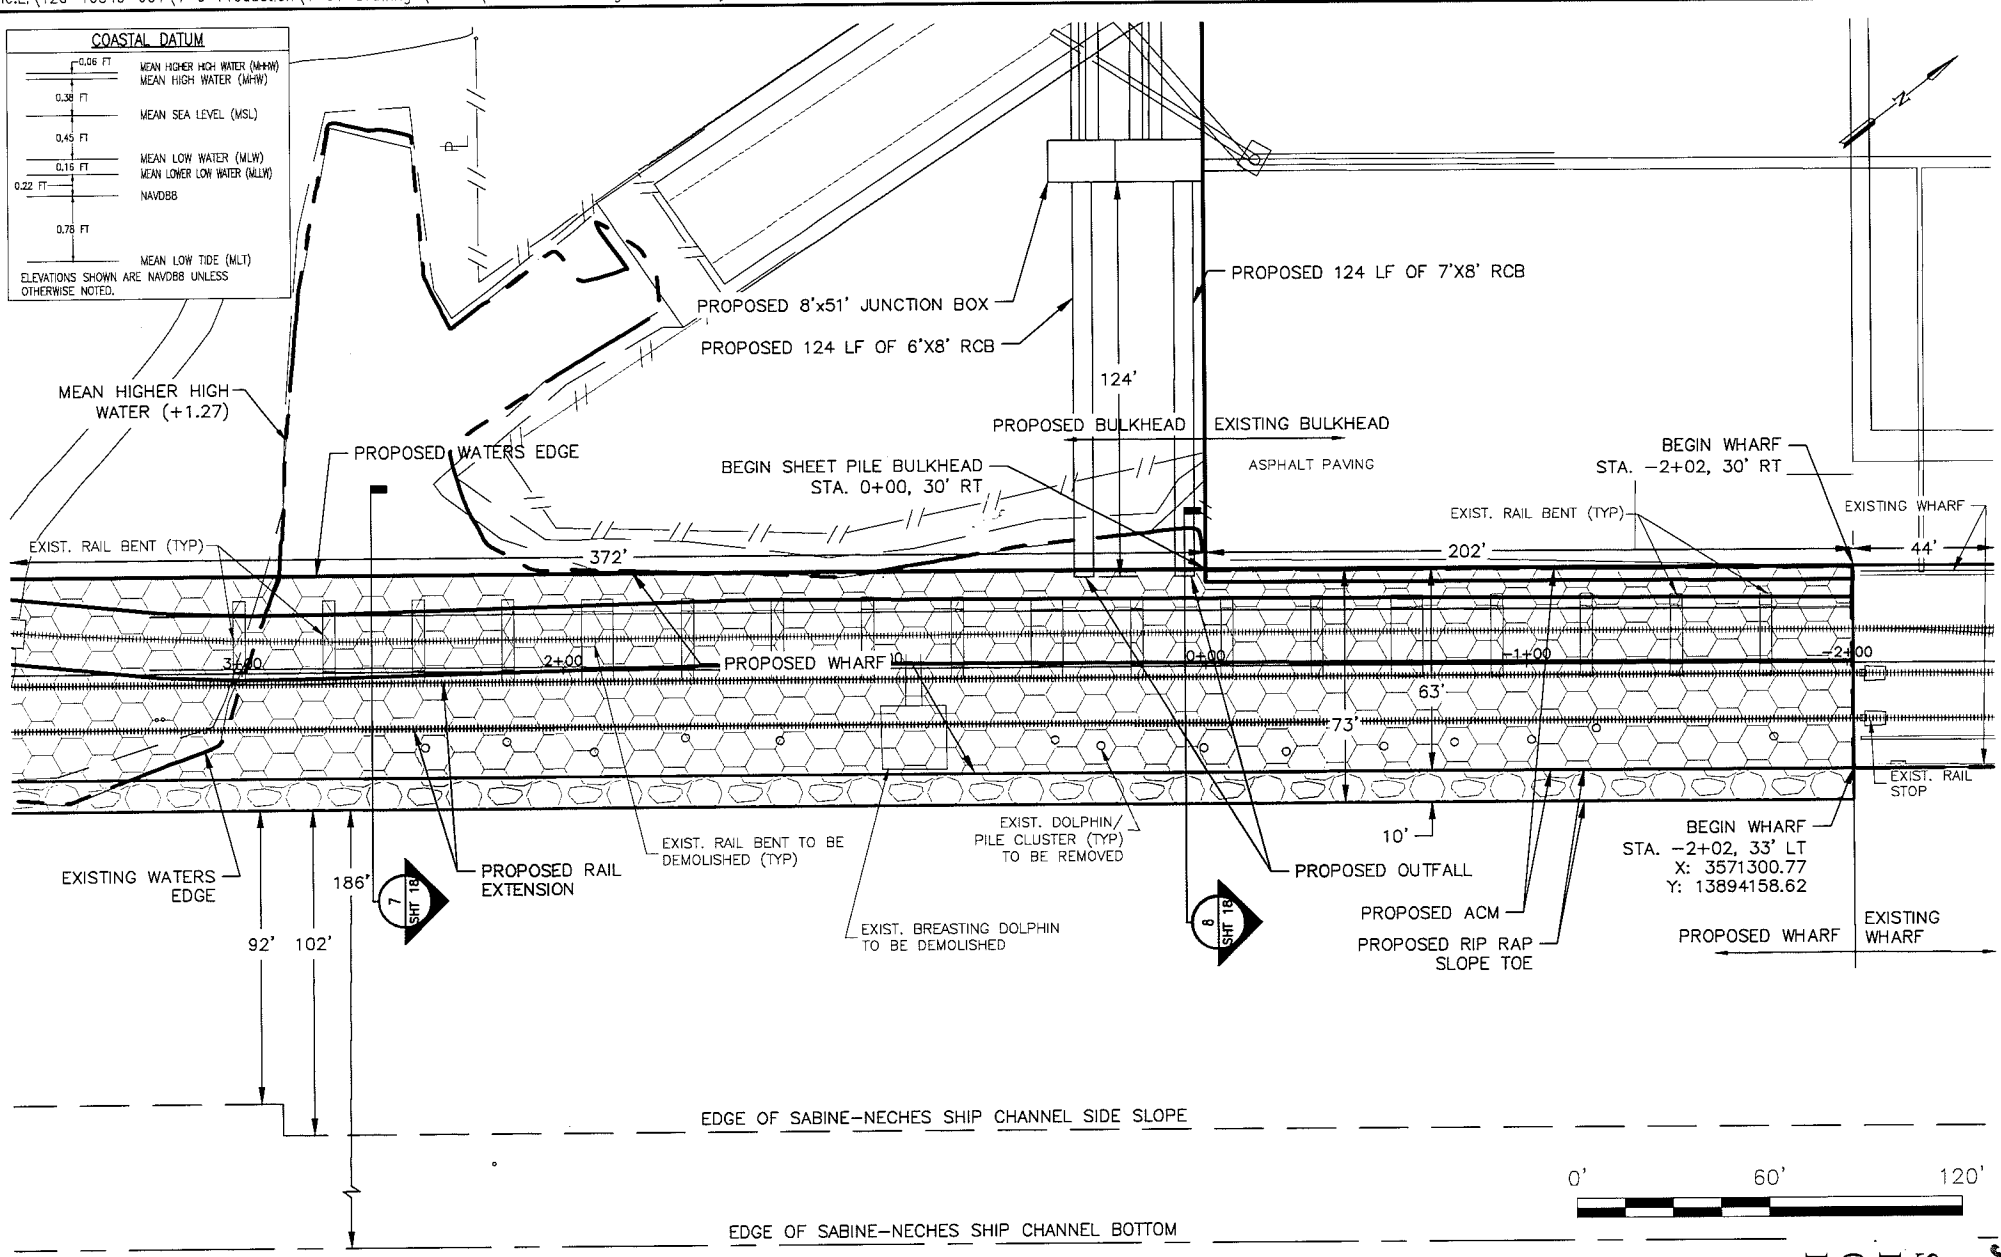 COASTAL DATUM
0.06 FT
MEAN HIGHER HIGH WATER (MHHW)
MEAN HIGH WATER (MHW)
0.38 FT
MEAN SEA LEVEL (MSL)
0.45 FT
MEAN LOW WATER (MLW)
0.16 FT
MEAN LOWER LOW WATER (MLLW)
0.22 FT
NAVD88
0.78 FT
MEAN LOW TIDE (MLT)
ELEVATIONS SHOWN ARE NAVD88 UNLESS
OTHERWISE NOTED.
PL
N
PROPOSED 8'x51' JUNCTION BOX
PROPOSED 124 LF OF 7'X8' RCB
PROPOSED 124 LF OF 6'X8' RCB
124'
MEAN HIGHER HIGH
WATER (+1.27)
PROPOSED WATERS EDGE
PROPOSED BULKHEAD
EXISTING BULKHEAD
BEGIN SHEET PILE BULKHEAD
STA. 0+00, 30' RT
ASPHALT PAVING
BEGIN WHARF
STA. -2+02, 30' RT
EXIST. RAIL BENT (TYP)
EXISTING WHARF
EXIST. RAIL BENT (TYP)
372'
202'
44'
3+00
2+00
PROPOSED WHARF
0+00
-1+00
-2+00
63'
73'
EXIST. RAIL
STOP
10'
EXIST. RAIL BENT TO BE
DEMOLISHED (TYP)
EXIST. DOLPHIN/
PILE CLUSTER (TYP)
TO BE REMOVED
BEGIN WHARF
STA. -2+02, 33' LT
X: 3571300.77
Y: 13894158.62
EXISTING WATERS
EDGE
186'
PROPOSED RAIL
EXTENSION
PROPOSED OUTFALL
7
SHT 18
8
SHT 18
PROPOSED ACM
PROPOSED RIP RAP
SLOPE TOE
92'
102'
EXIST. BREASTING DOLPHIN
TO BE DEMOLISHED
PROPOSED WHARF
EXISTING
WHARF
EDGE OF SABINE-NECHES SHIP CHANNEL SIDE SLOPE
0'
60'
120'
EDGE OF SABINE-NECHES SHIP CHANNEL BOTTOM